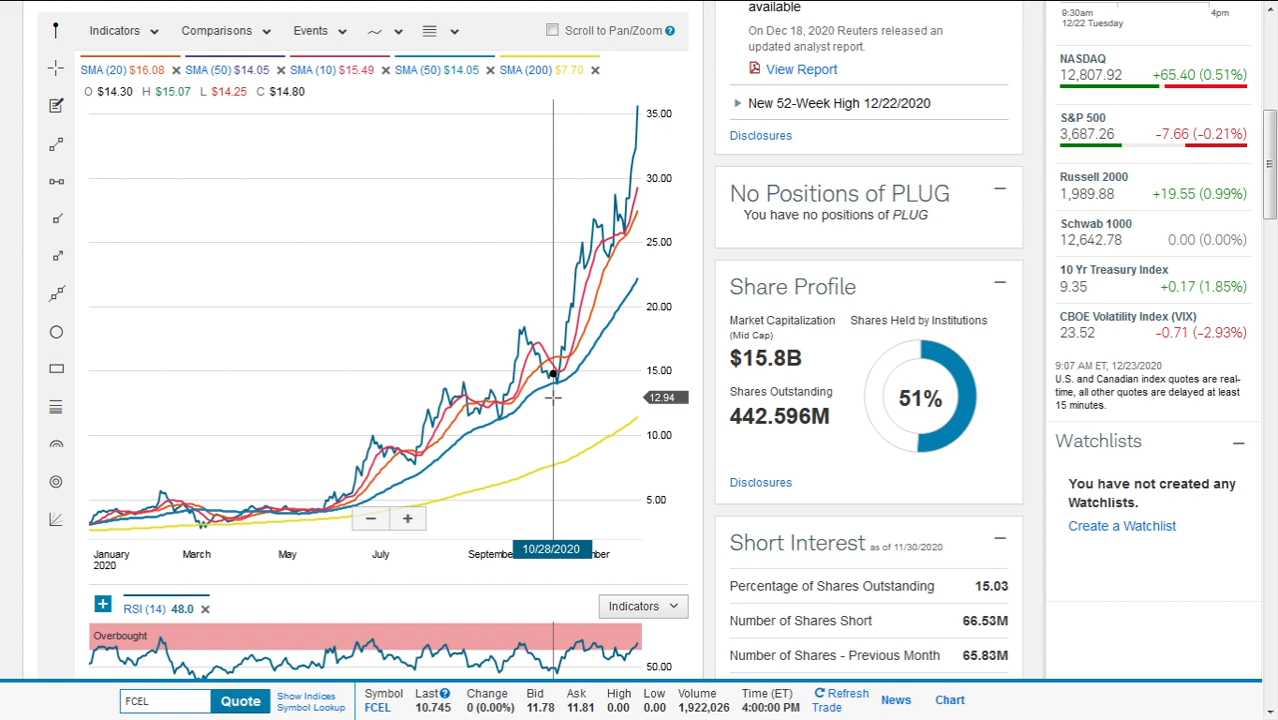 Indicators Comparisons Events Scroll to Pan/Zoom ?
SMA (20) $16.08 SMA (50) $14.05 SMA (10) $15.49 SMA (50) $14.05 SMA (200) $7.70
O $14.30 H $15.07 L $14.25 C $14.80
35.00
30.00
25.00
20.00
15.00
12.94
10.00
5.00
January March May July Septemb 10/28/2020 mber
2020
RSI (14) 48.0
Indicators
Overbought
50.00
available
On Dec 18, 2020 Reuters released an
updated analyst report.
View Report
New 52-Week High 12/22/2020
Disclosures
No Positions of PLUG
You have no positions of PLUG
Share Profile
Market Capitalization
(Mid Cap)
$15.8B
Shares Outstanding
442.596M
Shares Held by Institutions
51%
Disclosures
Short Interest as of 11/30/2020
Percentage of Shares Outstanding 15.03
Number of Shares Short 66.53M
Number of Shares - Previous Month 65.83M
9:30am 4pm
12/22 Tuesday
NASDAQ
12,807.92 +65.40 (0.51%)
S&P 500
3,687.26 -7.66 (-0.21%)
Russell 2000
1,989.88 +19.55 (0.99%)
Schwab 1000
12,642.78 0.00 (0.00%)
10 Yr Treasury Index
9.35 +0.17 (1.85%)
CBOE Volatility Index (VIX)
23.52 -0.71 (-2.93%)
9:07 AM ET, 12/23/2020
U.S. and Canadian index quotes are real-
time, all other quotes are delayed at least
15 minutes.
Watchlists
You have not created any
Watchlists.
Create a Watchlist
FCEL Quote
Show Indices
Symbol Lookup
Symbol Last? Change Bid Ask High Low Volume Time (ET) Refresh
FCEL 10.745 0 (0.00%) 11.78 11.81 0.00 0.00 1,922,026 4:00:00 PM Trade
News Chart